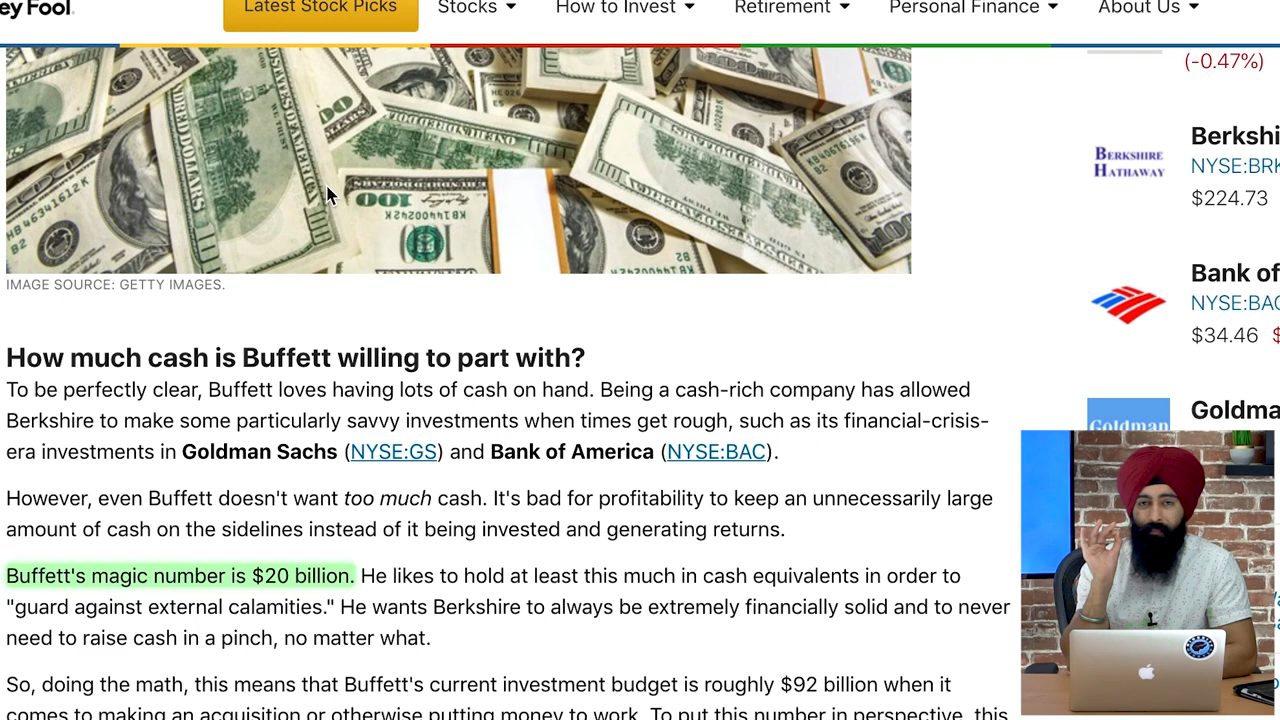 ey Fool.
Latest Stock Picks
Stocks
How to Invest
Retirement
Personal Finance
About Us
(-0.47%)
BERKSHIRE
HATHAWAY
Berkshi
NYSE:BRK
$224.73
Bank of
NYSE:BAC
$34.46 $
Goldma
Goldman
IMAGE SOURCE: GETTY IMAGES.
How much cash is Buffett willing to part with?
To be perfectly clear, Buffett loves having lots of cash on hand. Being a cash-rich company has allowed
Berkshire to make some particularly savvy investments when times get rough, such as its financial-crisis-
era investments in Goldman Sachs (NYSE:GS) and Bank of America (NYSE:BAC).
However, even Buffett doesn't want too much cash. It's bad for profitability to keep an unnecessarily large
amount of cash on the sidelines instead of it being invested and generating returns.
Buffett's magic number is $20 billion. He likes to hold at least this much in cash equivalents in order to
"guard against external calamities." He wants Berkshire to always be extremely financially solid and to never
need to raise cash in a pinch, no matter what.
So, doing the math, this means that Buffett's current investment budget is roughly $92 billion when it
comes to making an acquisition or otherwise putting money to work. To put this number in perspective, this